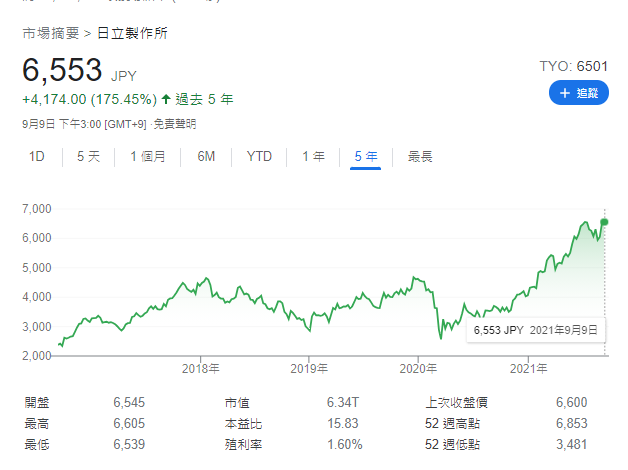 市場摘要 > 日立製作所
6,553 JPY
TYO: 6501
+4,174.00 (175.45%) 過去 5 年
+ 追蹤
9月9日 下午3:00 [GMT+9] ·免責聲明
1D 5 天 1 個月 6M YTD 1 年 5 年 最長
7,000
6,000
5,000
4,000
3,000
2,000
6,553 JPY 2021年9月9日
2018年 2019年 2020年 2021年
開盤 6,545 市值 6.34T 上次收盤價 6,600
最高 6,605 本益比 15.83 52 週高點 6,853
最低 6,539 殖利率 1.60% 52 週低點 3,481